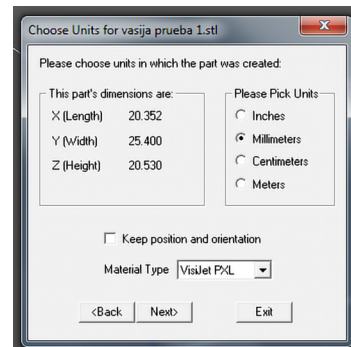 Choose Units for vasija prueba 1.stl
Please choose units in which the part was created:
This part's dimensions are:
X (Length) 20.352
Y (Width) 25.400
Z (Height) 20.530
Please Pick Units
Inches
Millimeters
Centimeters
Meters
Keep position and orientation
Material Type VisiJet PXL
<Back Next> Exit